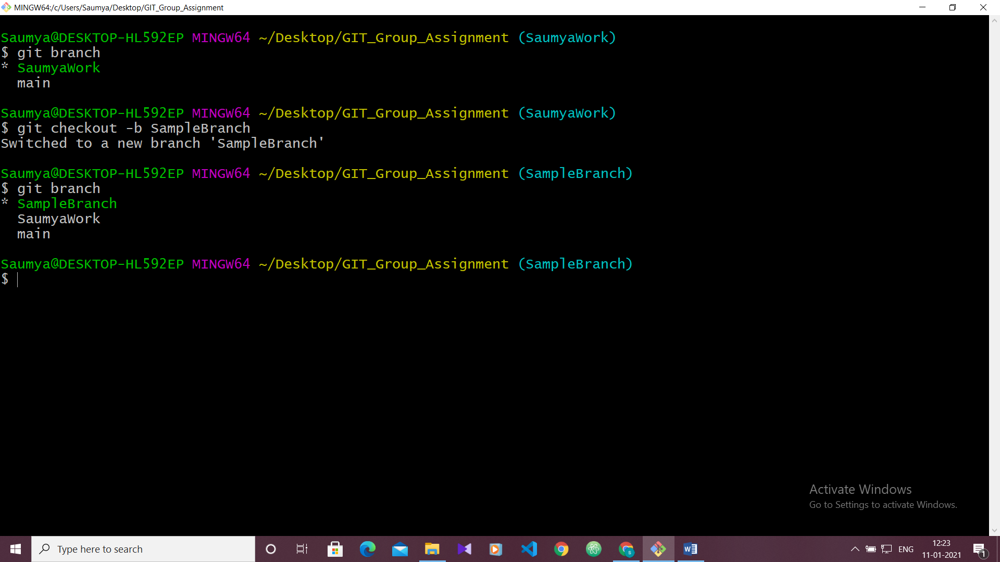 MINGW64:/c/Users/Saumya/Desktop/GIT_Group_Assignment
Saumya@DESKTOP-HL592EP MINGW64 ~/Desktop/GIT_Group_Assignment (SaumyaWork)
$ git branch
* SaumyaWork
  main
Saumya@DESKTOP-HL592EP MINGW64 ~/Desktop/GIT_Group_Assignment (SaumyaWork)
$ git checkout -b SampleBranch
Switched to a new branch 'SampleBranch'
Saumya@DESKTOP-HL592EP MINGW64 ~/Desktop/GIT_Group_Assignment (SampleBranch)
$ git branch
* SampleBranch
  SaumyaWork
  main
Saumya@DESKTOP-HL592EP MINGW64 ~/Desktop/GIT_Group_Assignment (SampleBranch)
$
Activate Windows
Go to Settings to activate Windows.
Type here to search
ENG
12:23
11-01-2021
1